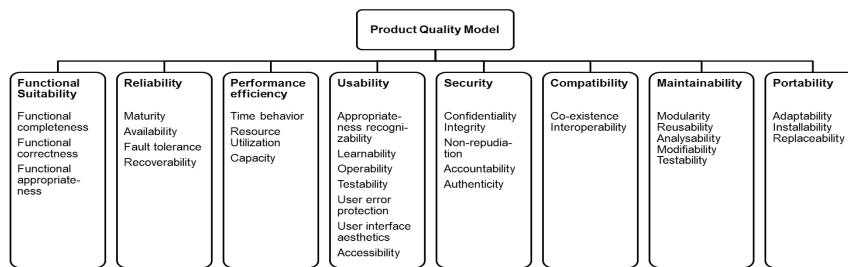 Product Quality Model
Functional
Suitability
Functional
completeness
Functional
correctness
Functional
appropriate-
ness
Reliability
Maturity
Availability
Fault tolerance
Recoverability
Performance
efficiency
Time behavior
Resource
Utilization
Capacity
Usability
Appropriate-
ness recogni-
zability
Learnability
Operability
Testability
User error
protection
User interface
aesthetics
Accessibility
Security
Confidentiality
Integrity
Non-repudia-
tion
Accountability
Authenticity
Compatibility
Co-existence
Interoperability
Maintainability
Modularity
Reusability
Analysability
Modifiability
Testability
Portability
Adaptability
Installability
Replaceability